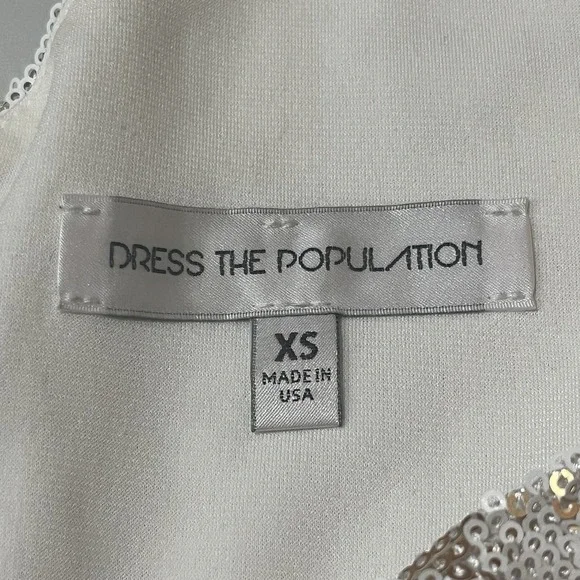 DRESS THE POPULATION
XS
MADE IN
USA